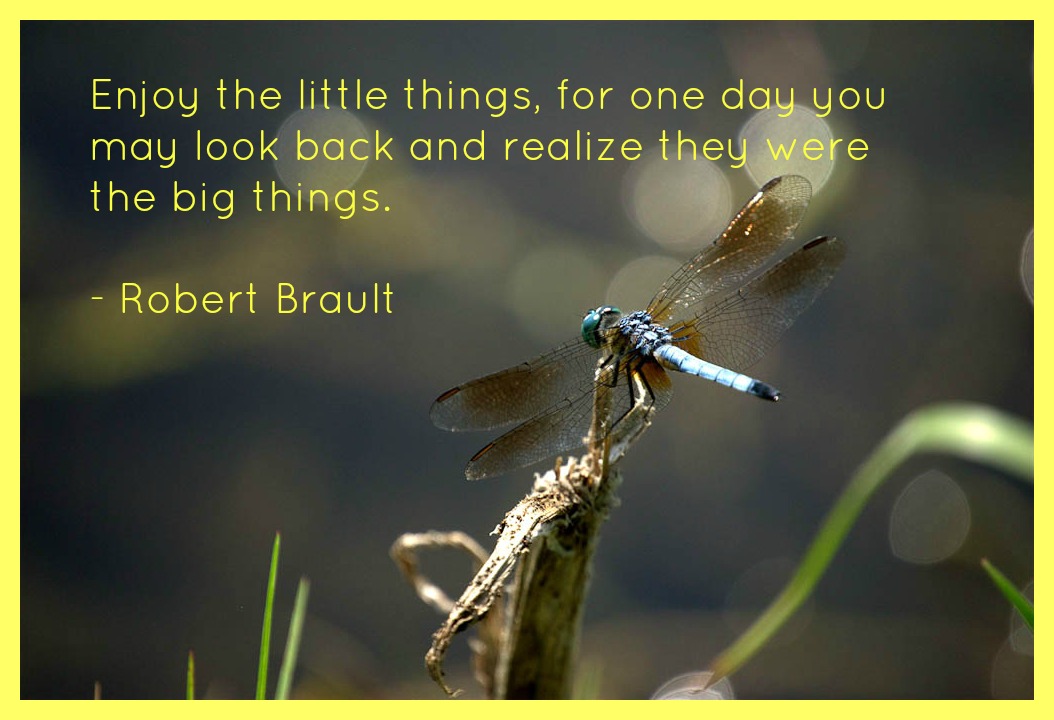 Enjoy the little things, for one day you
may look back and realize they were
the big things.
- Robert Brault